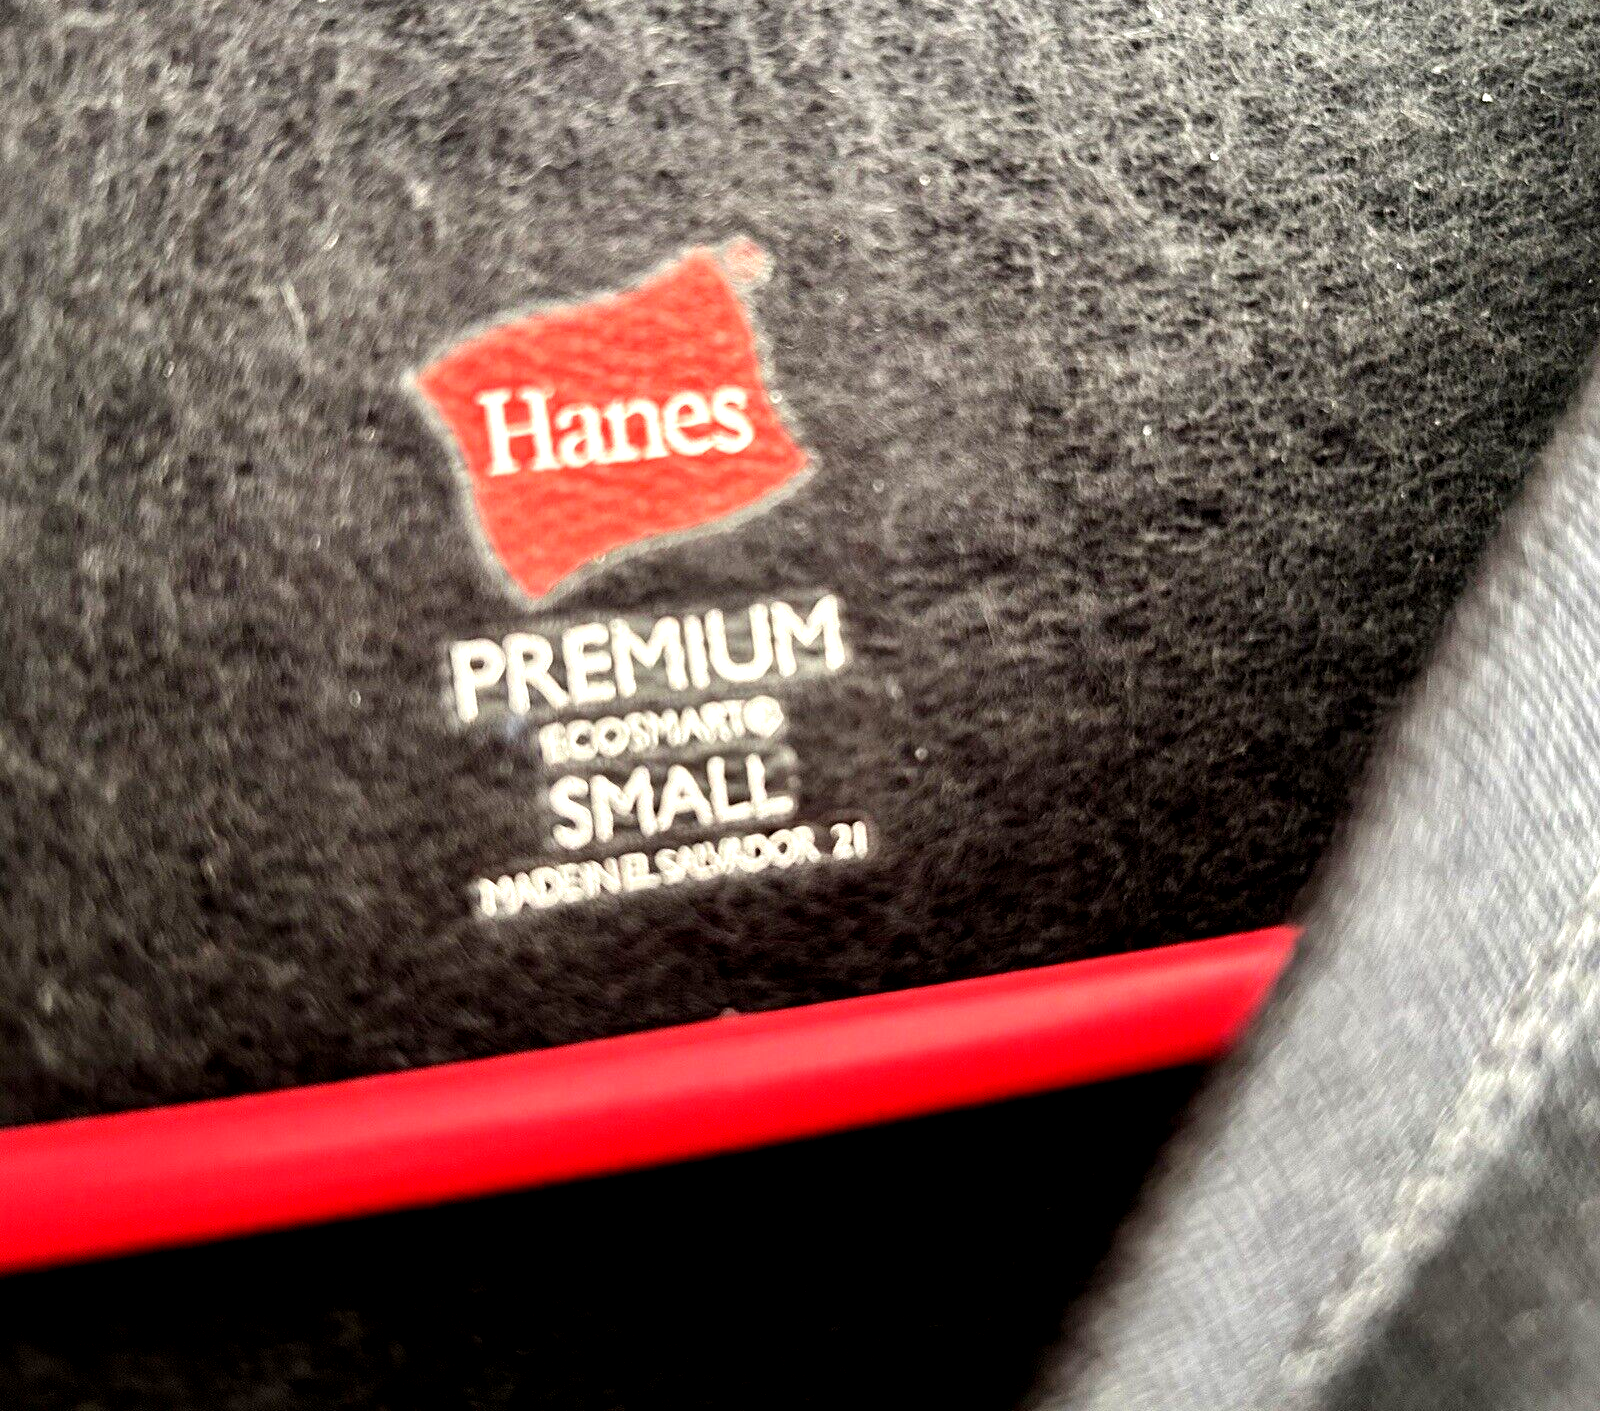 Hanes
PREMIUM
ECOSMART®
SMALL
MADE IN EL SALVADOR 21